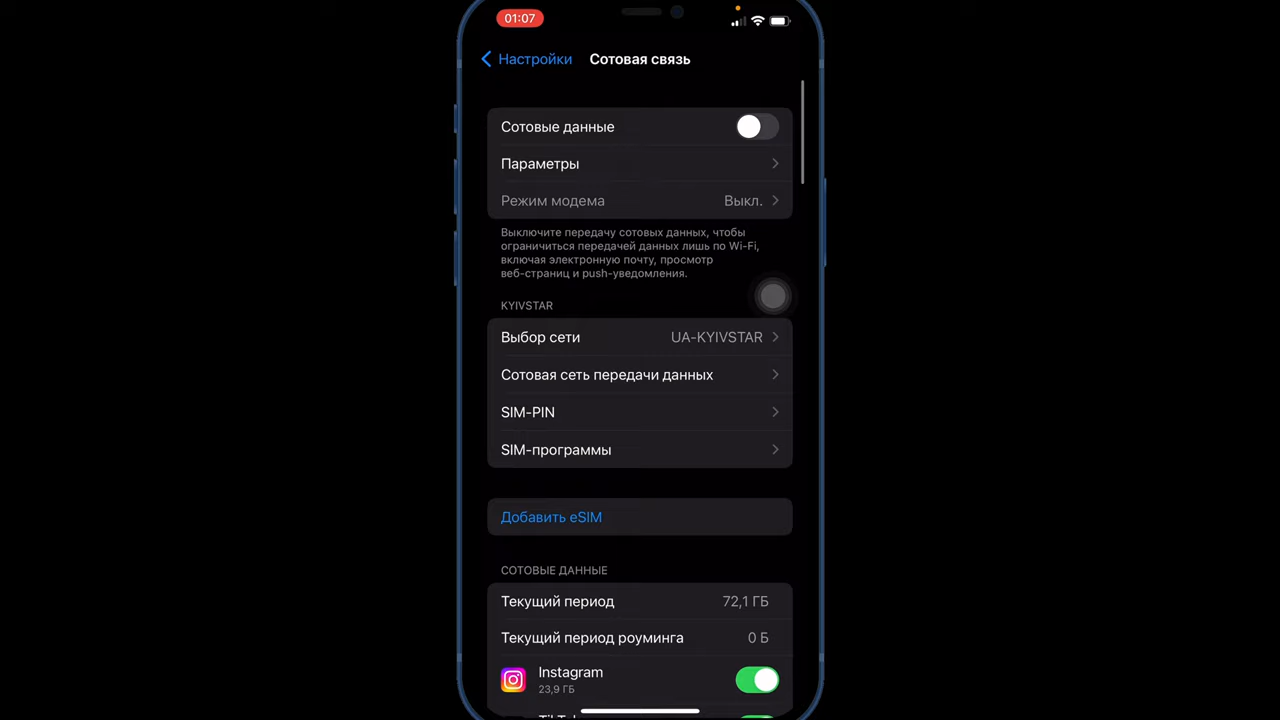 01:07
Настройки Сотовая связь
Сотовые данные
Параметры
Режим модема Выкл.
Выключите передачу сотовых данных, чтобы
ограничиться передачей данных лишь по Wi-Fi,
включая электронную почту, просмотр
веб-страниц и push-уведомления.
KYIVSTAR
Выбор сети UA-KYIVSTAR
Сотовая сеть передачи данных
SIM-PIN
SIM-программы
Добавить eSIM
СОТОВЫЕ ДАННЫЕ
Текущий период 72,1 ГБ
Текущий период роуминга 0 Б
Instagram
23,9 ГБ